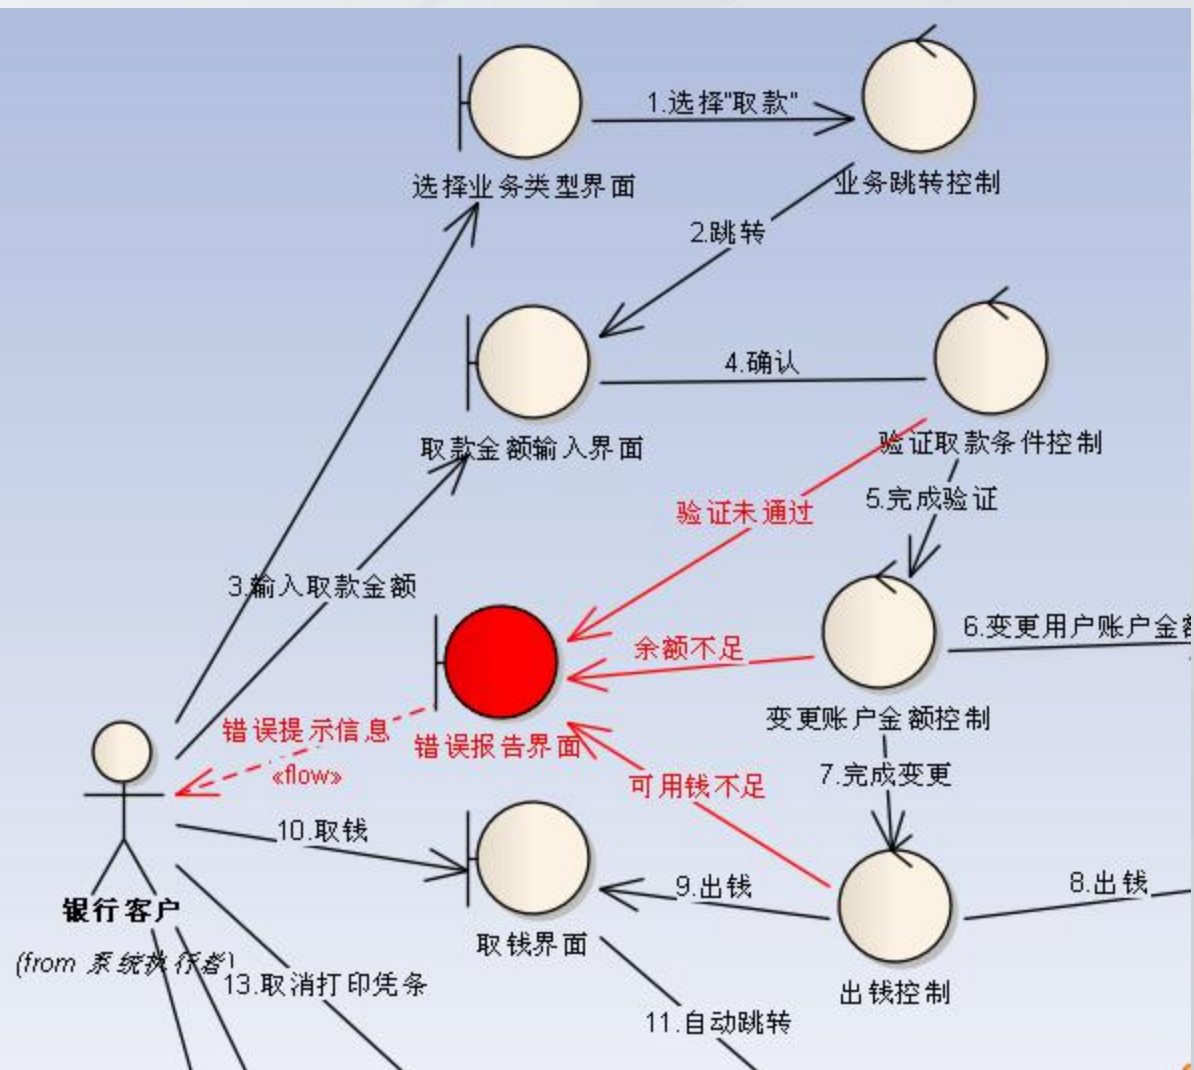 1.选择"取款"
选择业务类型界面
业务跳转控制
2.跳转
4.确认
取款金额输入界面
验证取款条件控制
验证未通过
5.完成验证
3.输入取款金额
余额不足
6.变更用户账户金
错误提示信息
«flow»
错误报告界面
变更账户金额控制
可用钱不足
7.完成变更
10.取钱
9.出钱
8.出钱
银行客户
(from 系统执行者)
取钱界面
13.取消打印凭条
出钱控制
11.自动跳转